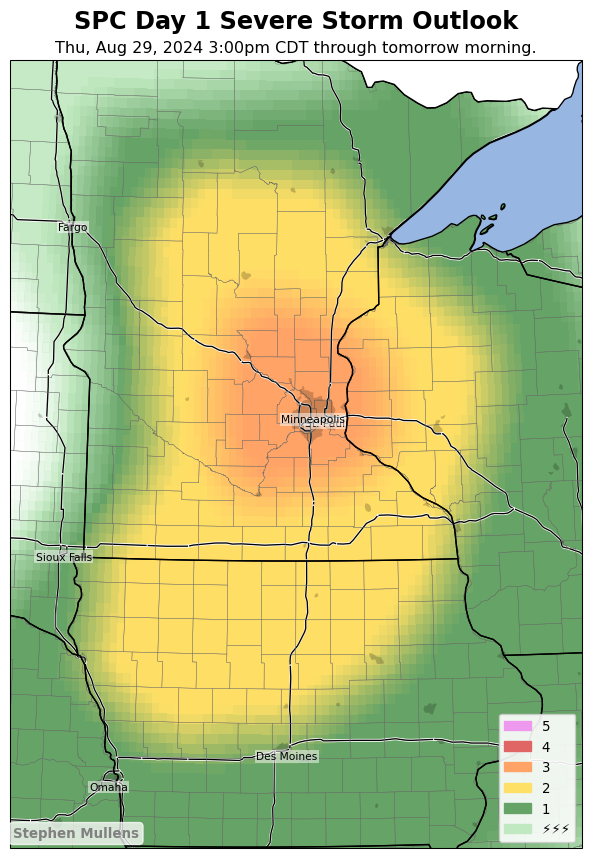 SPC Day 1 Severe Storm Outlook
Thu, Aug 29, 2024 3:00pm CDT through tomorrow morning.
Fargo
Minneapolis
Sioux Falls
Des Moines
Omaha
5
4
3
2
1
⚡⚡⚡
Stephen Mullens